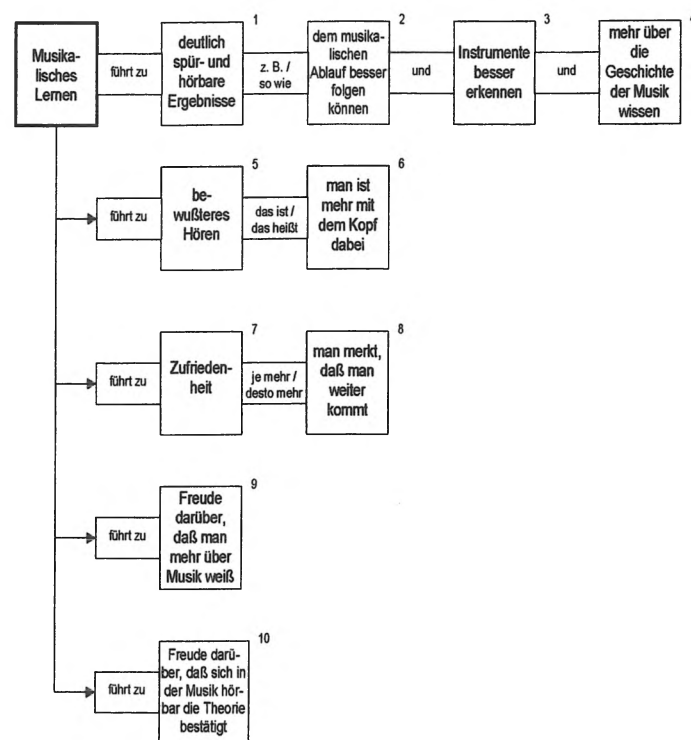 Musika-
lisches
Lernen
führt zu
1
deutlich
spür- und
hörbare
Ergebnisse
z. B. /
so wie
2
dem musika-
lischen
Ablauf besser
folgen
können
und
3
Instrumente
besser
erkennen
und
mehr über
die
Geschichte
der Musik
wissen
führt zu
5
be-
wußteres
Hören
das ist /
das heißt
6
man ist
mehr mit
dem Kopf
dabei
führt zu
7
Zufrieden-
heit
je mehr /
desto mehr
8
man merkt,
daß man
weiter
kommt
führt zu
9
Freude
darüber,
daß man
mehr über
Musik weiß
führt zu
10
Freude darü-
ber, daß sich in
der Musik hör-
bar die Theorie
bestätigt